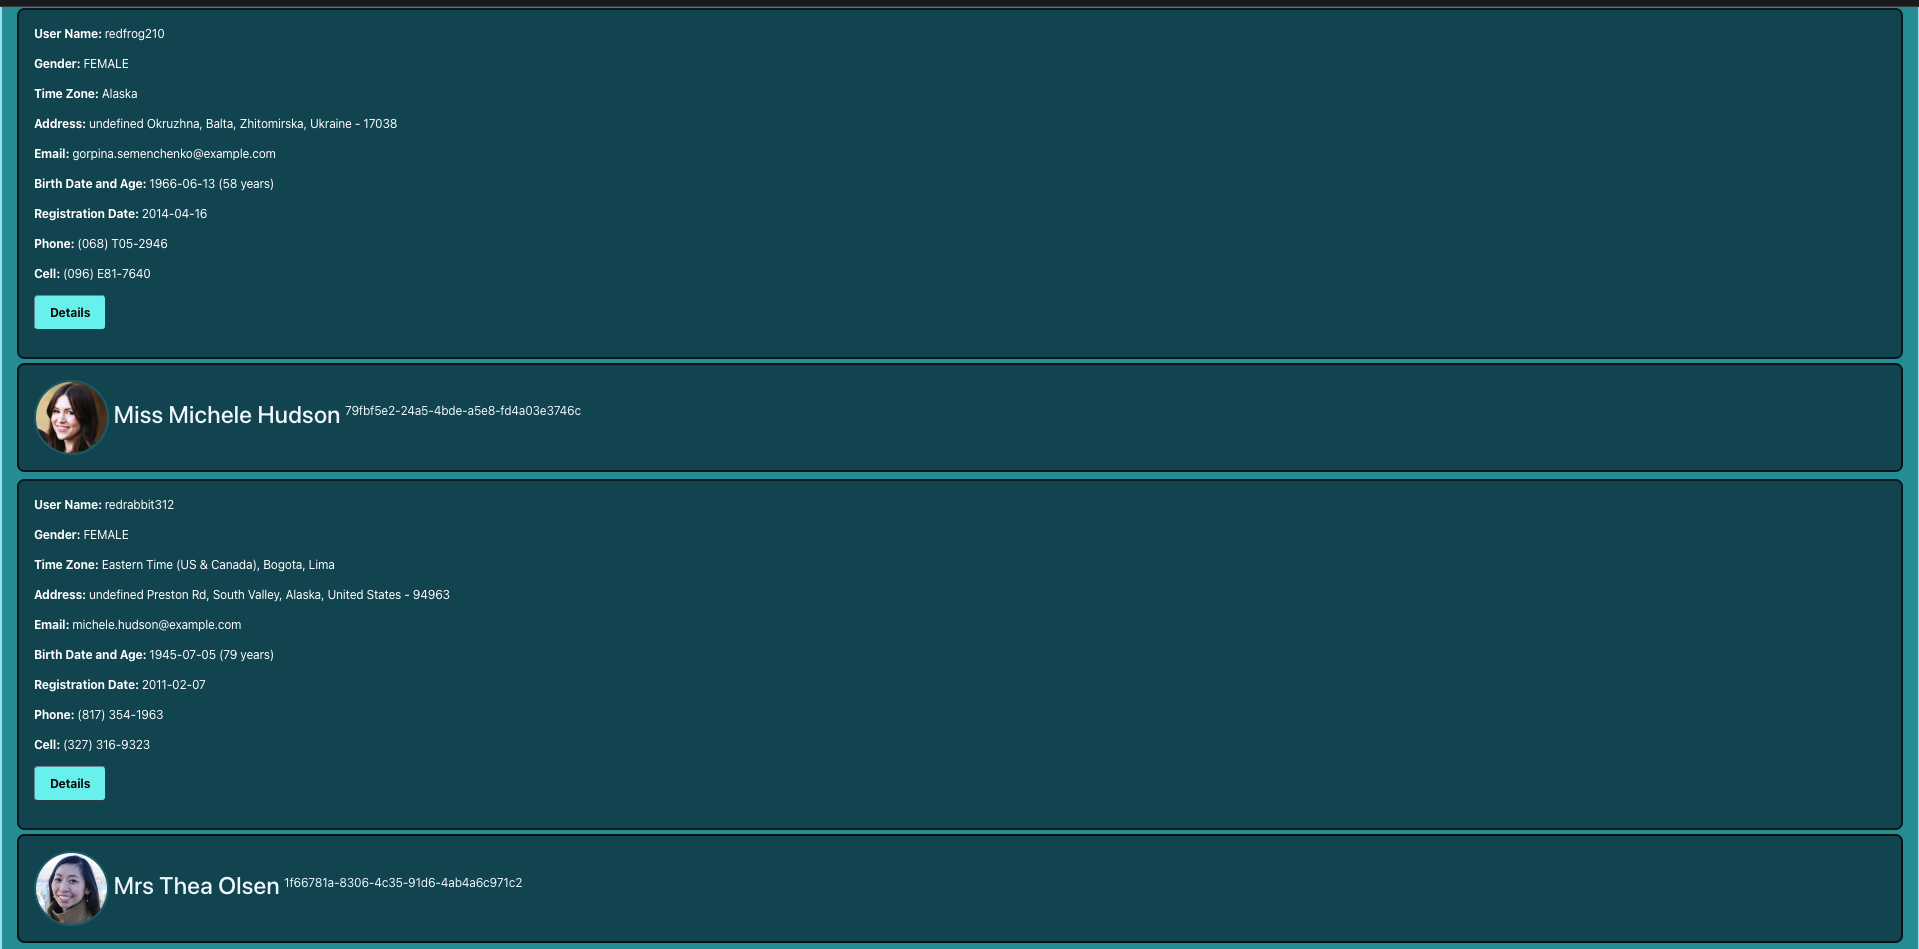 User Name: redfrog210
Gender: FEMALE
Time Zone: Alaska
Address: undefined Okruzhna, Balta, Zhitomirska, Ukraine - 17038
Email: gorpina.semenchenko@example.com
Birth Date and Age: 1966-06-13 (58 years)
Registration Date: 2014-04-16
Phone: (068) T05-2946
Cell: (096) E81-7640
Details
Miss Michele Hudson 79fbf5e2-24a5-4bde-a5e8-fd4a03e3746c
User Name: redrabbit312
Gender: FEMALE
Time Zone: Eastern Time (US & Canada), Bogota, Lima
Address: undefined Preston Rd, South Valley, Alaska, United States - 94963
Email: michele.hudson@example.com
Birth Date and Age: 1945-07-05 (79 years)
Registration Date: 2011-02-07
Phone: (817) 354-1963
Cell: (327) 316-9323
Details
Mrs Thea Olsen 1f66781a-8306-4c35-91d6-4ab4a6c971c2